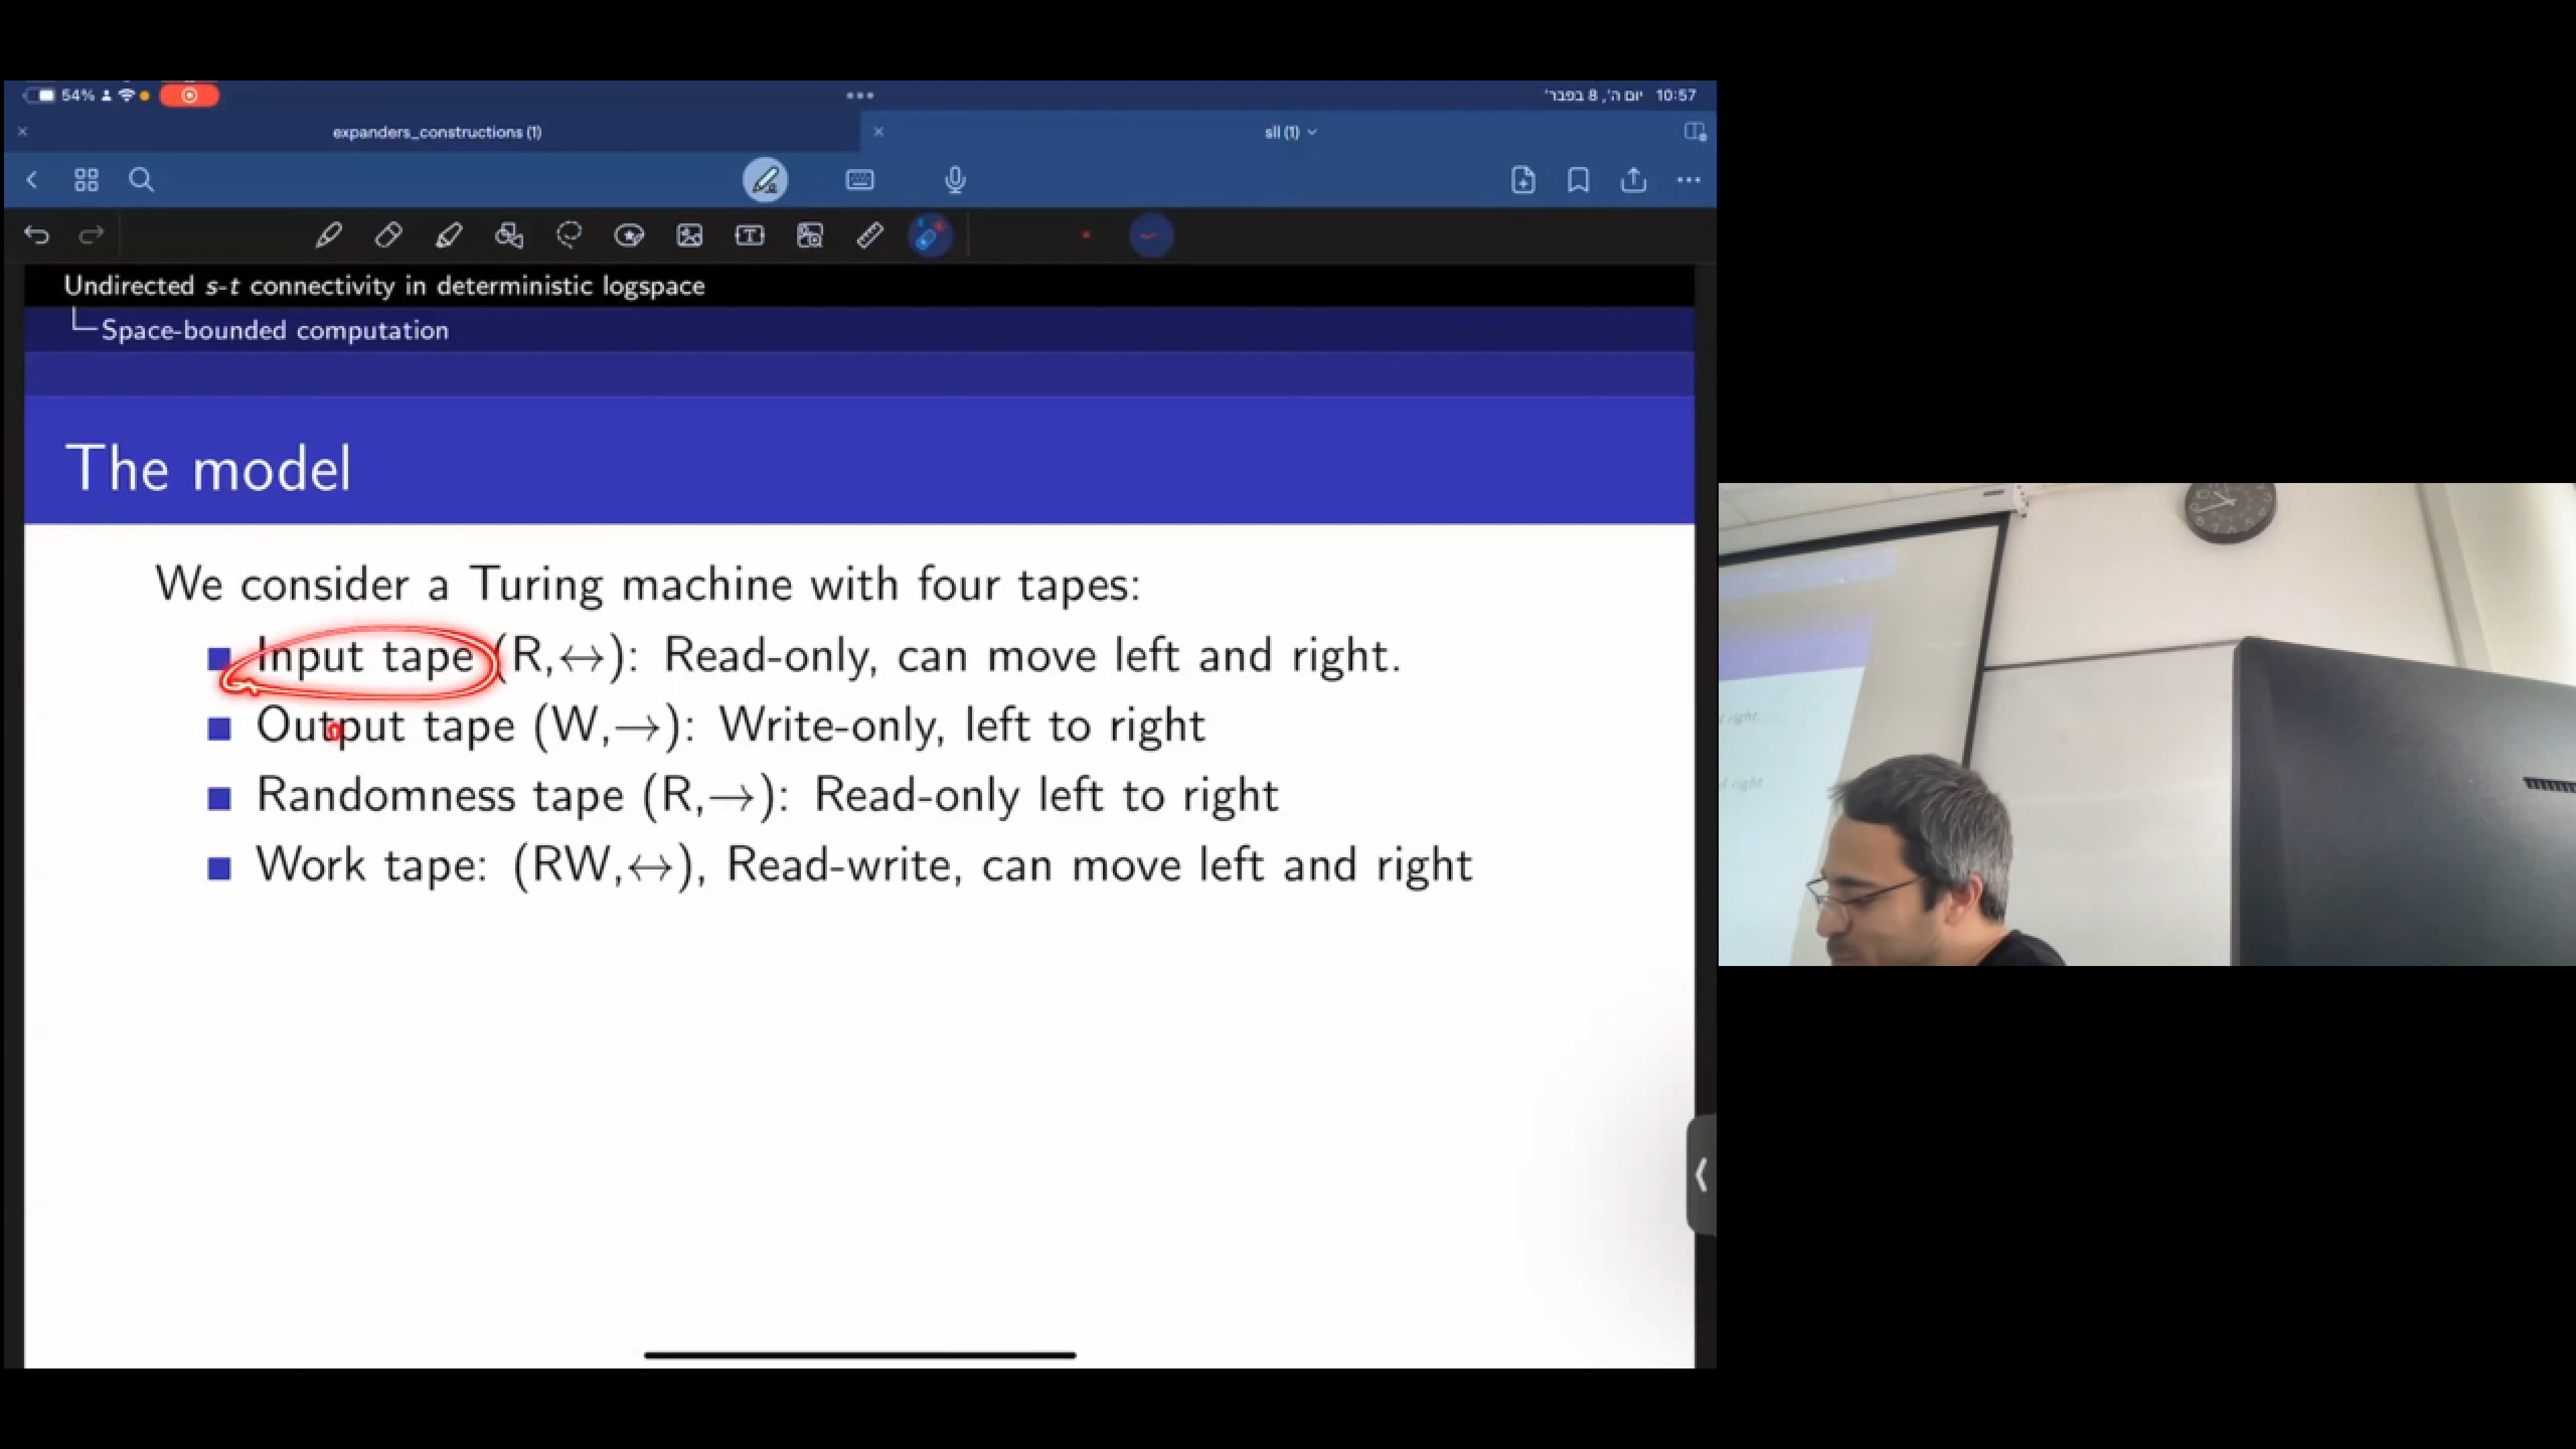 54%
יום ה׳, 8 בפבר׳ 10:57
expanders_constructions (1)
sll (1)
Undirected s-t connectivity in deterministic logspace
Space-bounded computation
The model
We consider a Turing machine with four tapes:
Input tape (R,↔): Read-only, can move left and right.
Output tape (W,→): Write-only, left to right
Randomness tape (R,→): Read-only left to right
Work tape: (RW,↔), Read-write, can move left and right
right
right